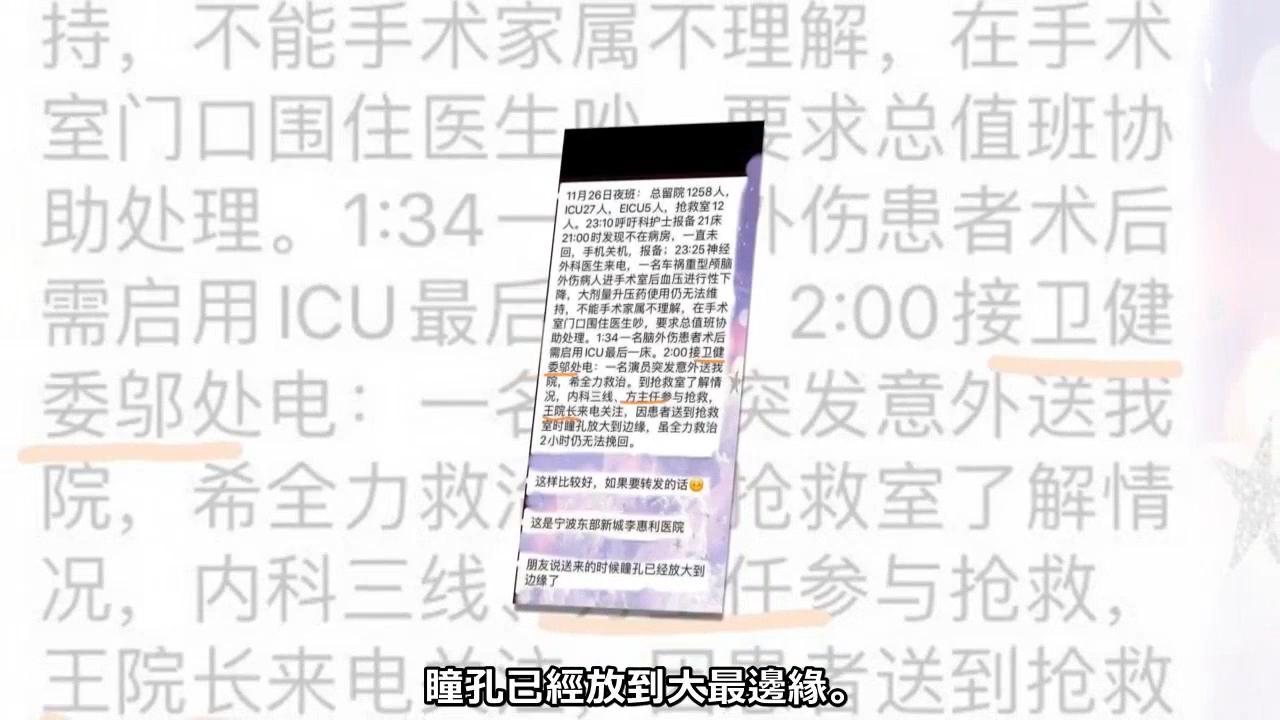 持，不能手术家属不理解，在手术
室门口围住医生吵，要求总值班协
助处理。1:34一 外伤患者术后
需启用ICU最后 2:00接卫健
委邬处电：一名 突发意外送我
院，希全力救治 抢救室了解情
况，内科三线、方主任参与抢救，
王院长来电关注，因患者送到抢救
11月26日夜班： 总留院1258人，
ICU27人，EICU5人，抢救室12
人。23:10呼吁科护士报备21床
21:00时发现不在病房，一直未
回，手机关机，报备；23:25神经
外科医生来电，一名车祸重型颅脑
外伤病人进手术室后血压进行性下
降，大剂量升压药使用仍无法维
持，不能手术家属不理解，在手术
室门口围住医生吵，要求总值班协
助处理。1:34一名脑外伤患者术后
需启用ICU最后一床。2:00接卫健
委邬处电：一名演员突发意外送我
院，希全力救治。到抢救室了解情
况，内科三线、方主任参与抢救，
王院长来电关注，因患者送到抢救
室时瞳孔放大到边缘，虽全力救治
2小时仍无法挽回。
这样比较好，如果要转发的话
这是宁波东部新城李惠利医院
朋友说送来的时候瞳孔已经放大到
边缘了
瞳孔已經放到大最邊緣。